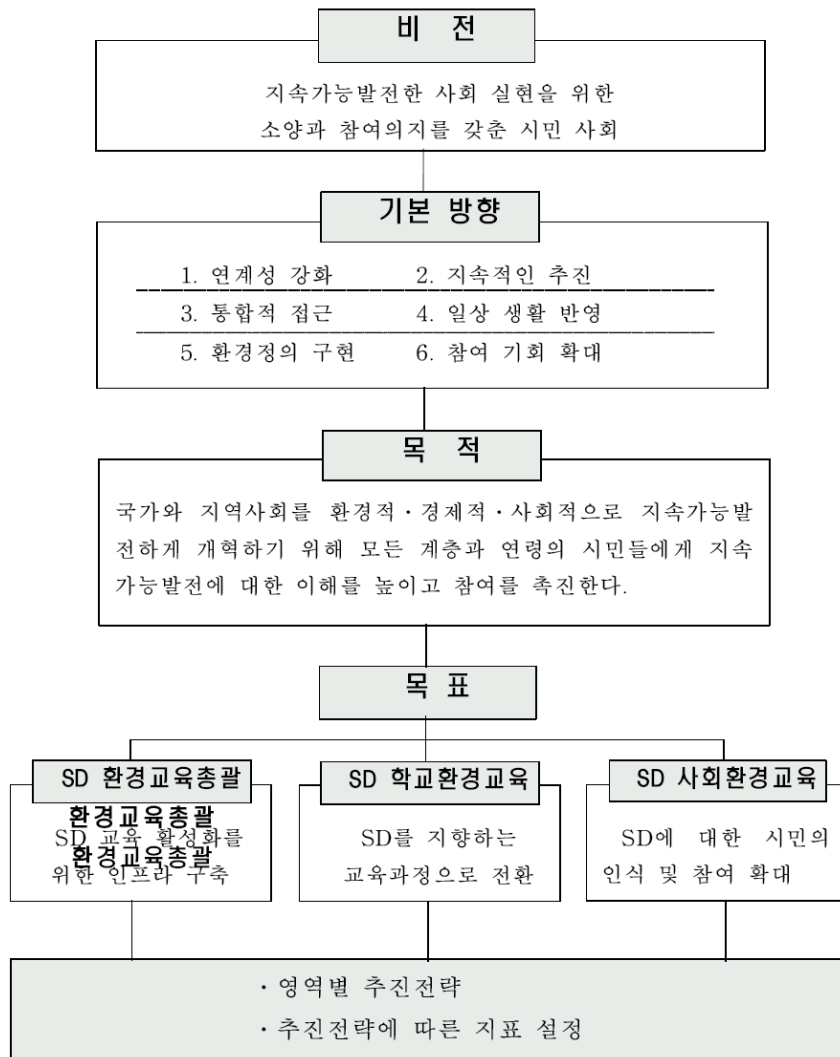 비 전
지속가능발전한 사회 실현을 위한
소양과 참여의지를 갖춘 시민 사회
기본 방향
1. 연계성 강화 2. 지속적인 추진
3. 통합적 접근 4. 일상 생활 반영
5. 환경정의 구현 6. 참여 기회 확대
목 적
국가와 지역사회를 환경적・경제적・사회적으로 지속가능발
전하게 개혁하기 위해 모든 계층과 연령의 시민들에게 지속
가능발전에 대한 이해를 높이고 참여를 촉진한다.
목 표
SD 환경교육총괄
환경교육총괄
SD 교육 활성화를
환경교육총괄
위한 인프라 구축
SD 학교환경교육
SD를 지향하는
교육과정으로 전환
SD 사회환경교육
SD에 대한 시민의
인식 및 참여 확대
・영역별 추진전략
・추진전략에 따른 지표 설정